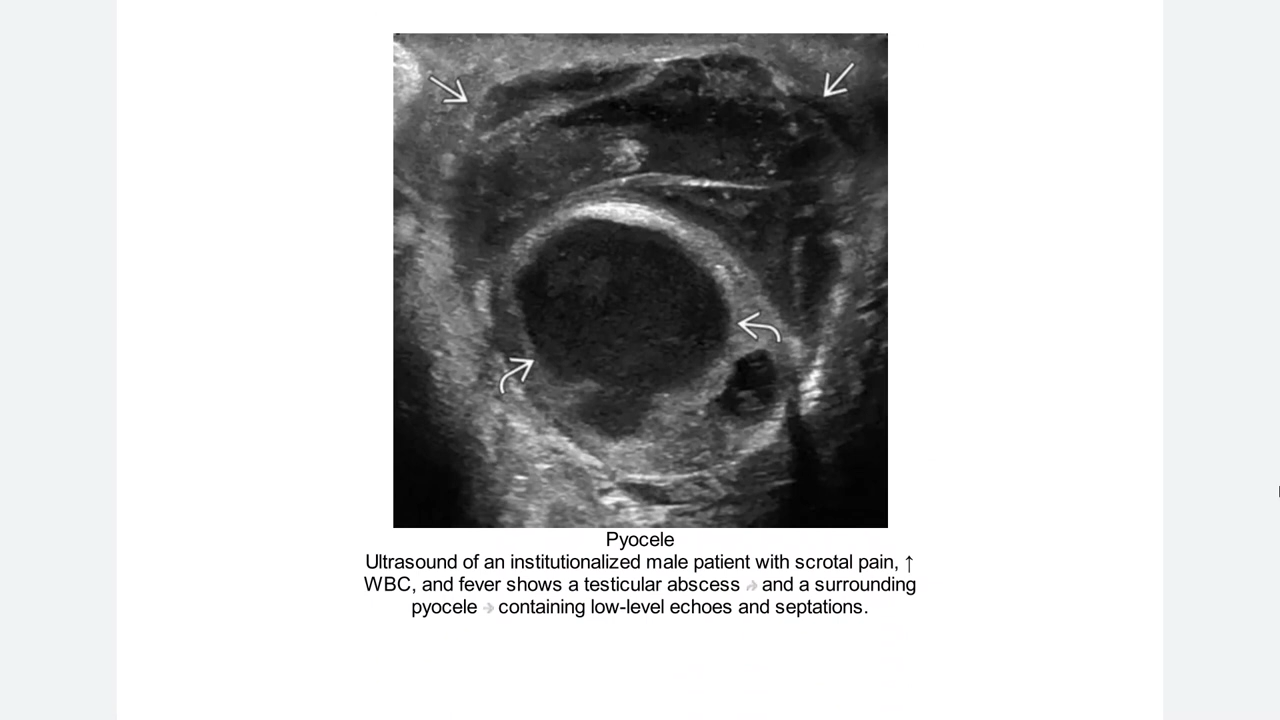 Pyocele
Ultrasound of an institutionalized male patient with scrotal pain, ↑
WBC, and fever shows a testicular abscess and a surrounding
pyocele containing low-level echoes and septations.